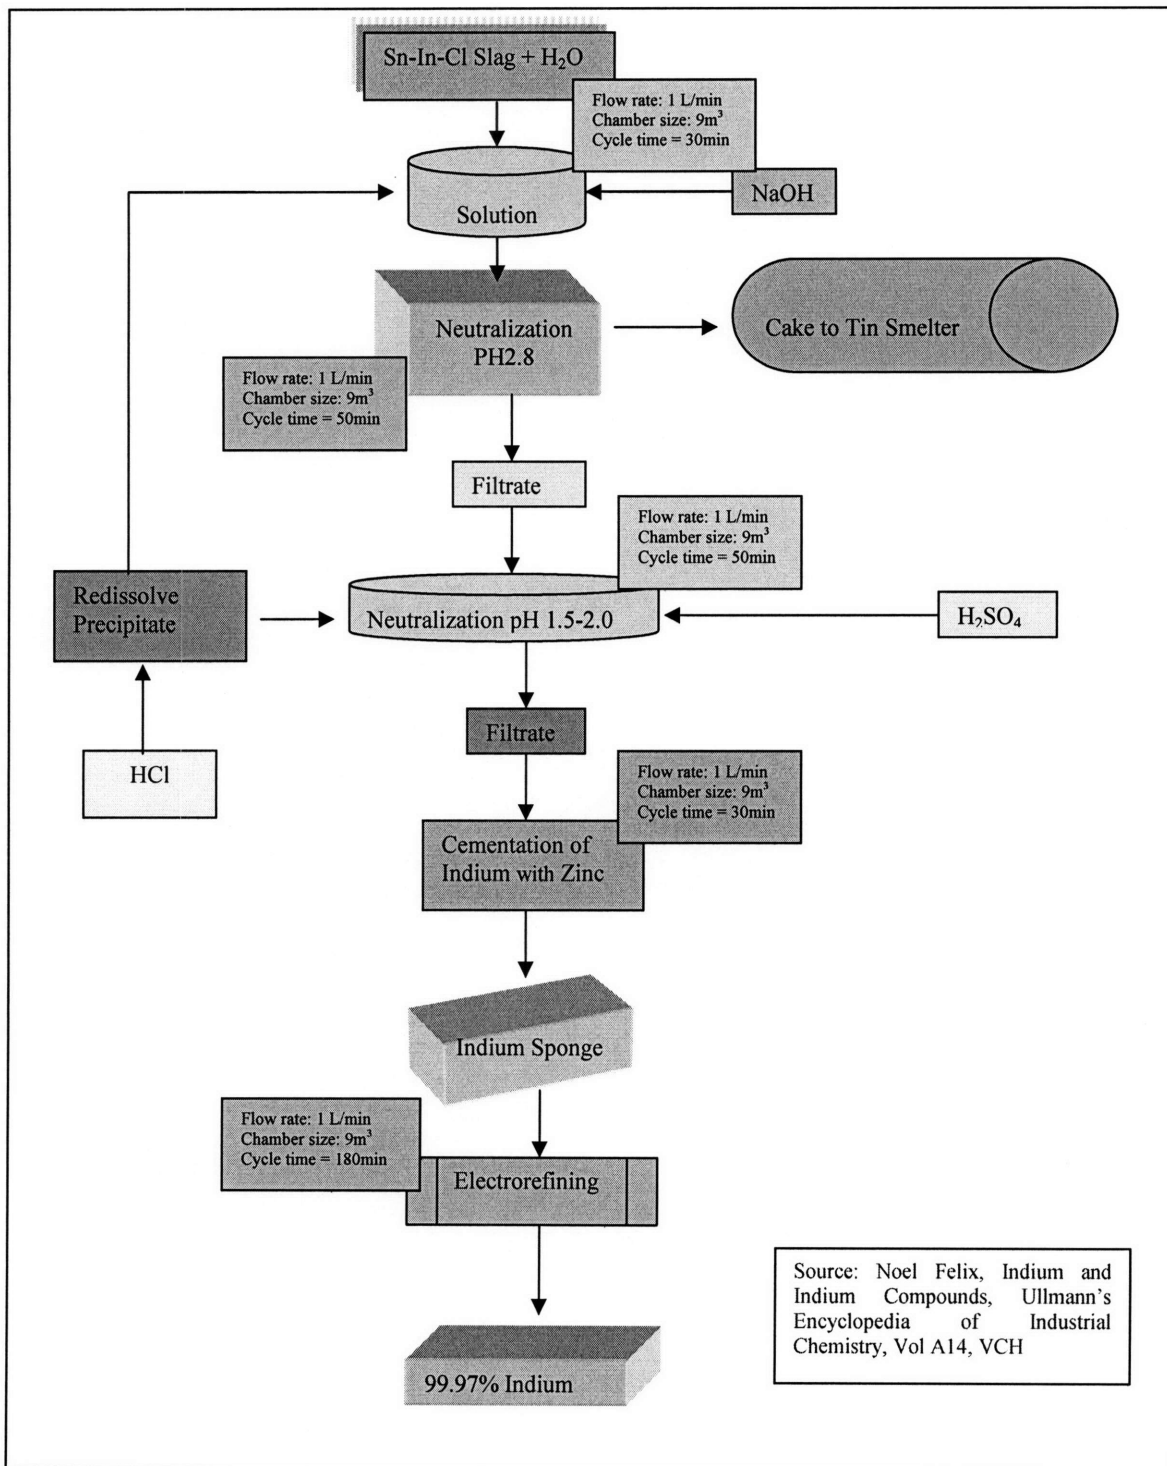 Sn-In-Cl Slag + H₂O
Flow rate: 1 L/min
Chamber size: 9m³
Cycle time = 30min
Solution
NaOH
Neutralization
PH2.8
Cake to Tin Smelter
Flow rate: 1 L/min
Chamber size: 9m³
Cycle time = 50min
Filtrate
Flow rate: 1 L/min
Chamber size: 9m³
Cycle time = 50min
Redissolve
Precipitate
Neutralization pH 1.5-2.0
H₂SO₄
Filtrate
HCl
Flow rate: 1 L/min
Chamber size: 9m³
Cycle time = 30min
Cementation of
Indium with Zinc
Indium Sponge
Flow rate: 1 L/min
Chamber size: 9m³
Cycle time = 180min
Electrorefining
Source: Noel Felix, Indium and
Indium Compounds, Ullmann's
Encyclopedia of Industrial
Chemistry, Vol A14, VCH
99.97% Indium